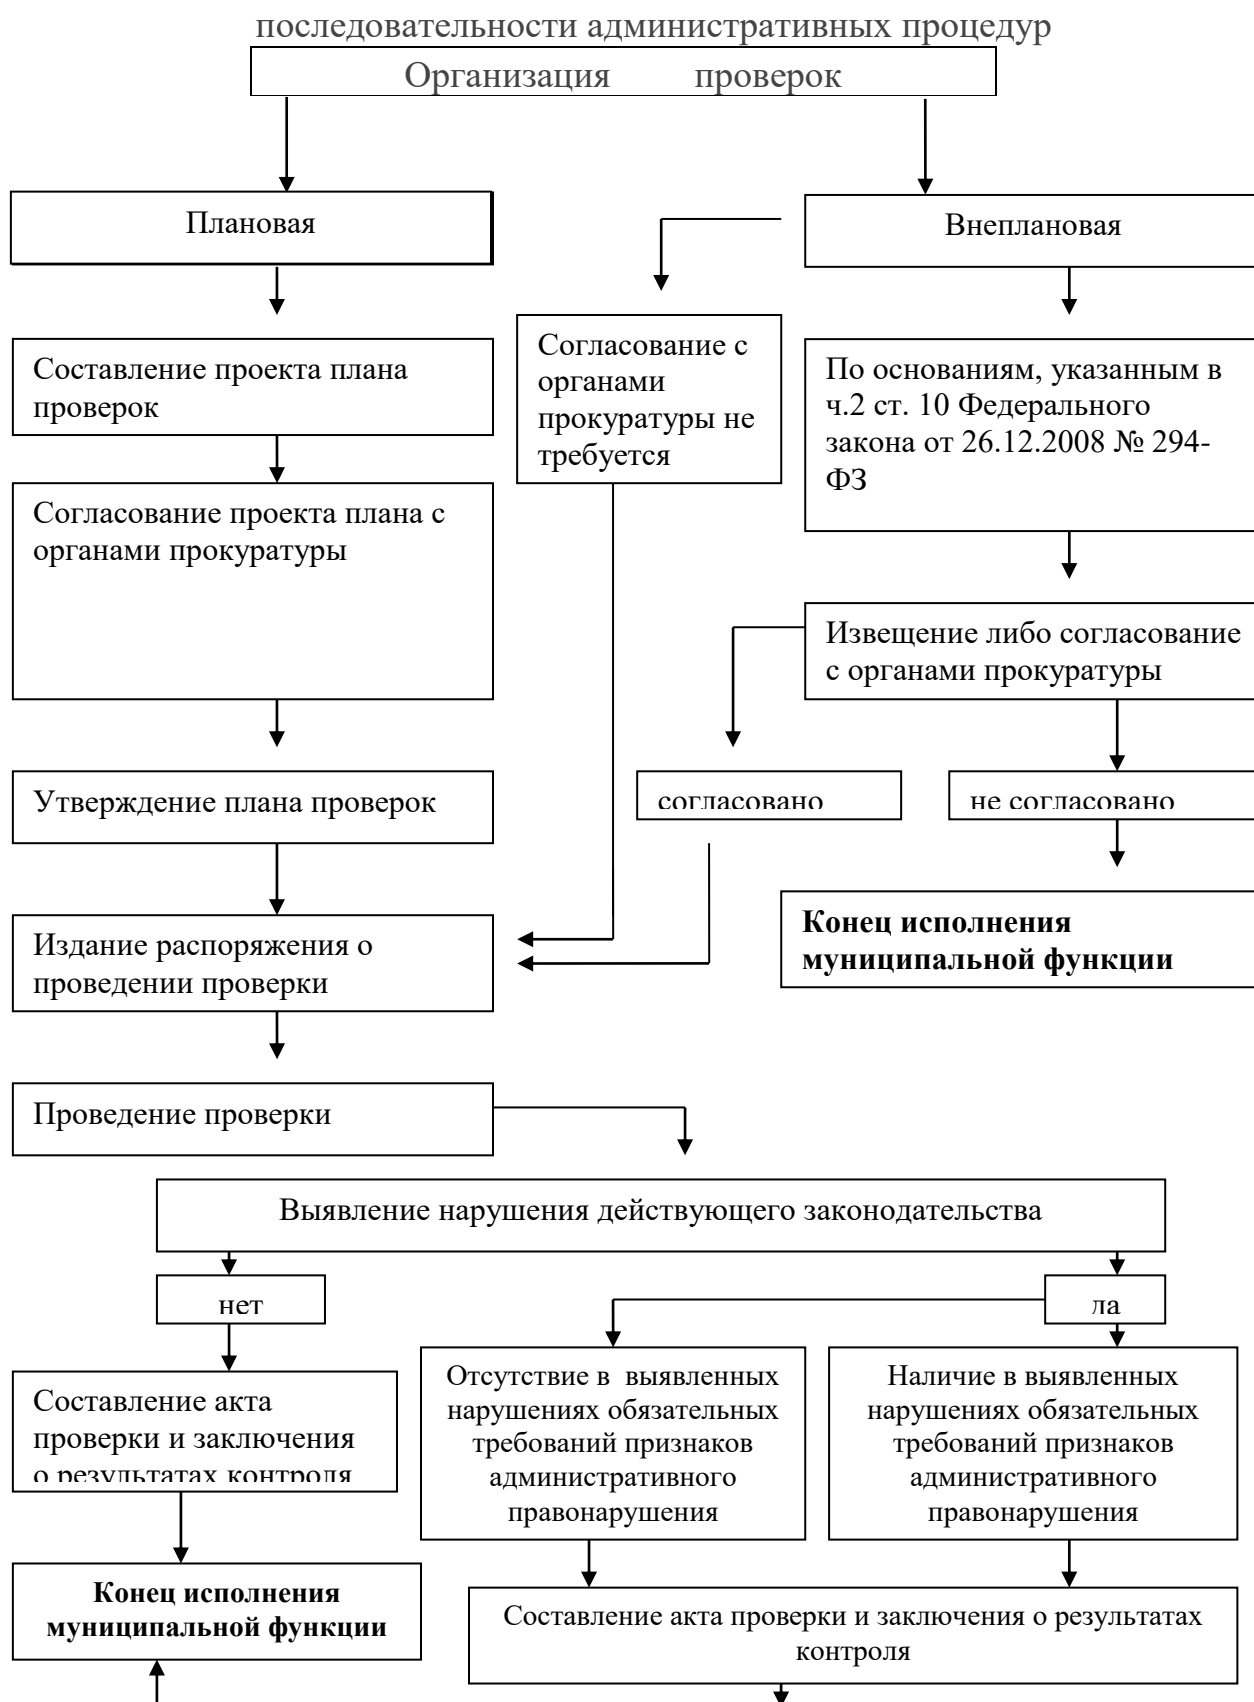 последовательности административных процедур
Организация проверок
Плановая
Внеплановая
Составление проекта плана
проверок
Согласование с
органами
прокуратуры не
требуется
По основаниям, указанным в
ч.2 ст. 10 Федерального
закона от 26.12.2008 № 294-
ФЗ
Согласование проекта плана с
органами прокуратуры
Извещение либо согласование
с органами прокуратуры
Утверждение плана проверок
согласовано
не согласовано
Издание распоряжения о
проведении проверки
Конец исполнения
муниципальной функции
Проведение проверки
Выявление нарушения действующего законодательства
нет
да
Составление акта
проверки и заключения
о результатах контроля
Отсутствие в выявленных
нарушениях обязательных
требований признаков
административного
правонарушения
Наличие в выявленных
нарушениях обязательных
требований признаков
административного
правонарушения
Конец исполнения
муниципальной функции
Составление акта проверки и заключения о результатах
контроля